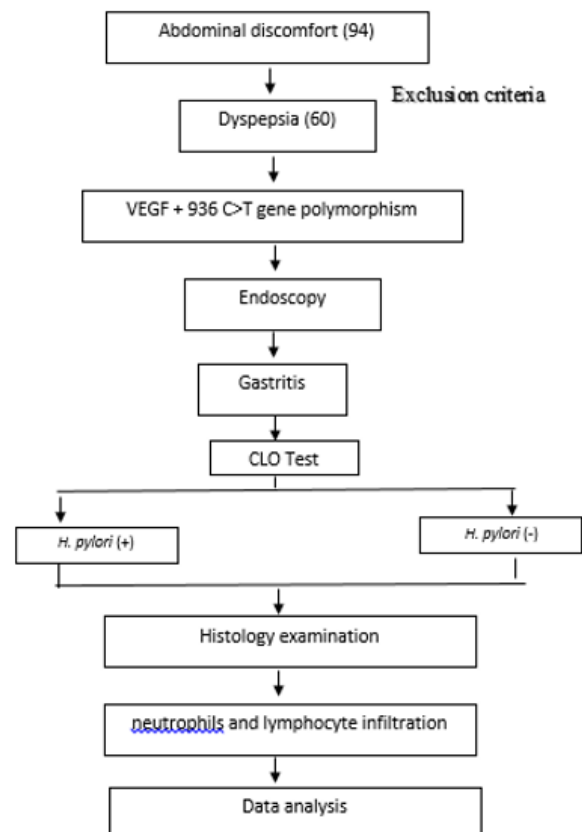 Abdominal discomfort (94)
Exclusion criteria
Dyspepsia (60)
VEGF + 936 C>T gene polymorphism
Endoscopy
Gastritis
CLO Test
H. pylori (+)
H. pylori (-)
Histology examination
neutrophils and lymphocyte infiltration
Data analysis